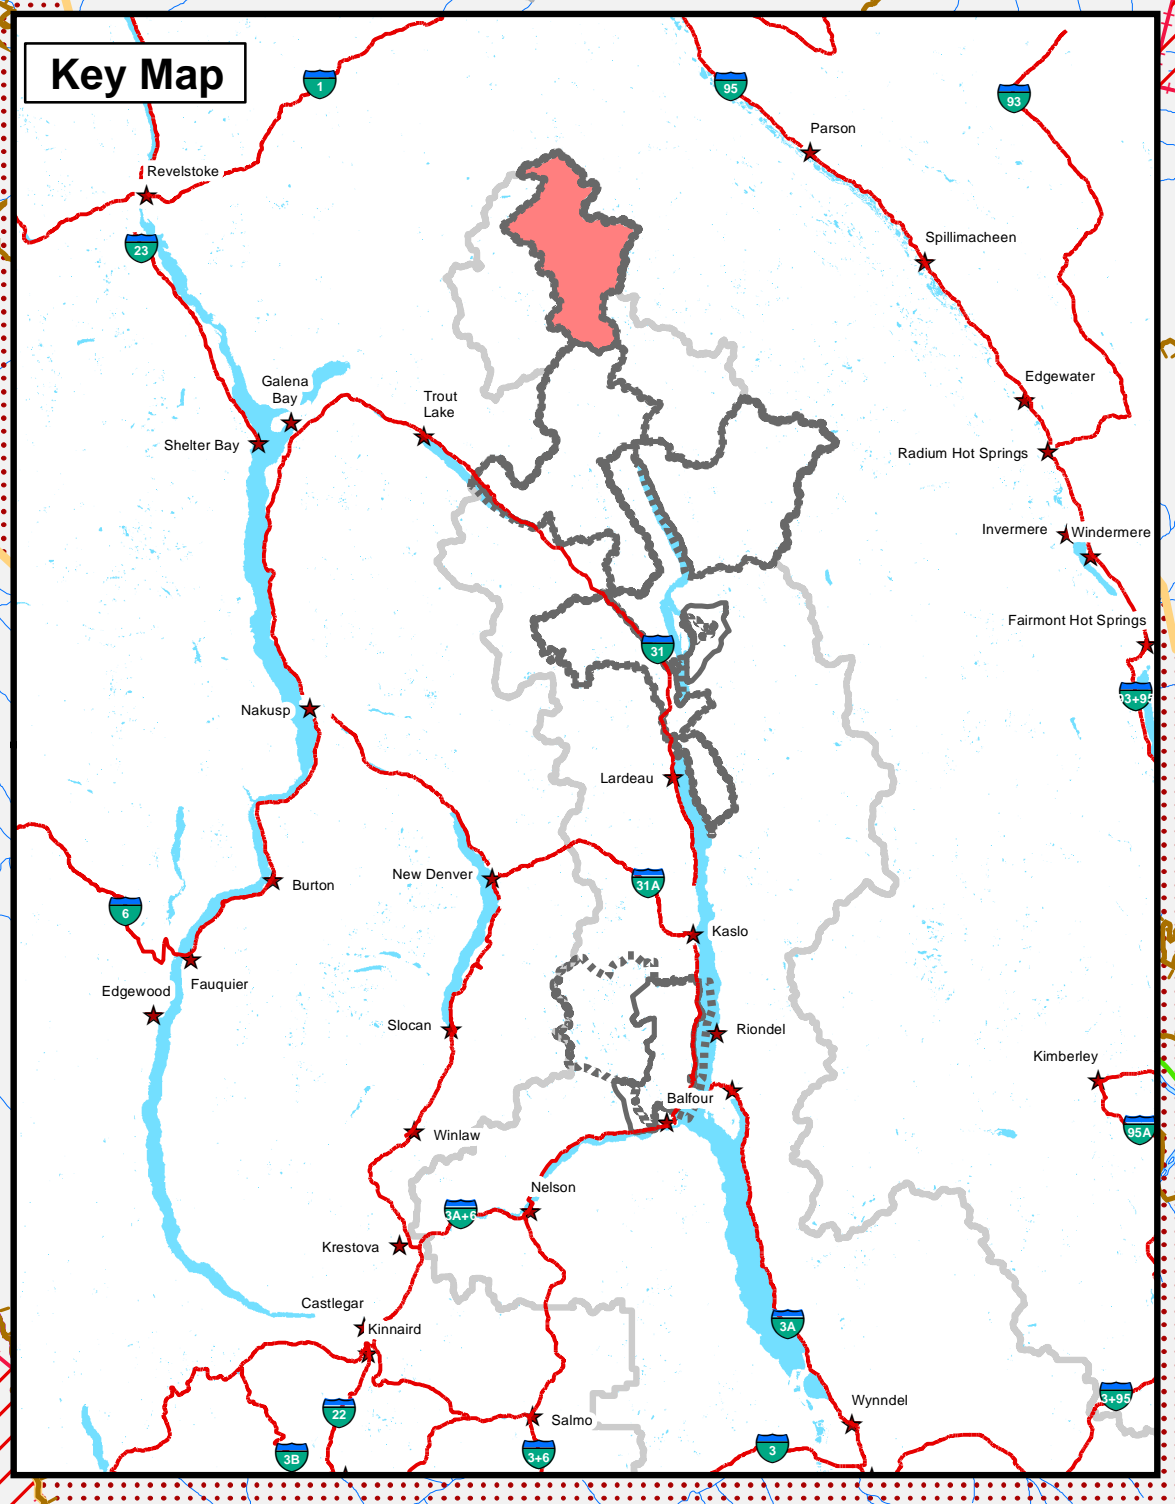 Key Map
1
95
93
Parson
Revelstoke
23
Spillimacheen
Galena
Bay
Trout
Lake
Edgewater
Shelter Bay
Radium Hot Springs
Invermere
Windermere
Fairmont Hot Springs
31
93+95
Nakusp
Lardeau
New Denver
31A
Burton
6
Kaslo
Fauquier
Edgewood
Slocan
Riondel
Kimberley
Balfour
95A
Winlaw
Nelson
3A+6
Krestova
Castlegar
Kinnaird
3A
22
3+95
Wynndel
Salmo
3B
3+6
3